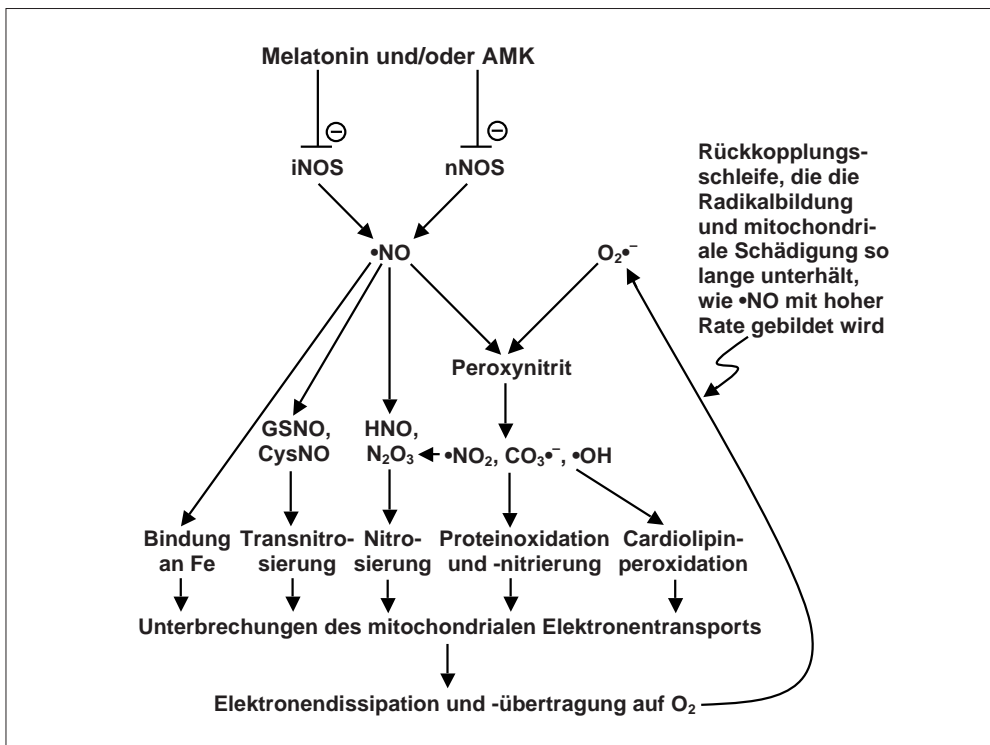 Melatonin und/oder AMK
⊖ ⊖
iNOS nNOS
Rückkopplungs-
schleife, die die
Radikalbildung
und mitochondri-
ale Schädigung so
lange unterhält,
wie •NO mit hoher
Rate gebildet wird
•NO O₂•⁻
Peroxynitrit
GSNO,
CysNO
HNO,
N₂O₃
•NO₂, CO₃•⁻, •OH
Bindung
an Fe
Transnitro-
sierung
Nitro-
sierung
Proteinoxidation
und -nitrierung
Cardiolipin-
peroxidation
Unterbrechungen des mitochondrialen Elektronentransports
Elektronendissipation und -übertragung auf O₂